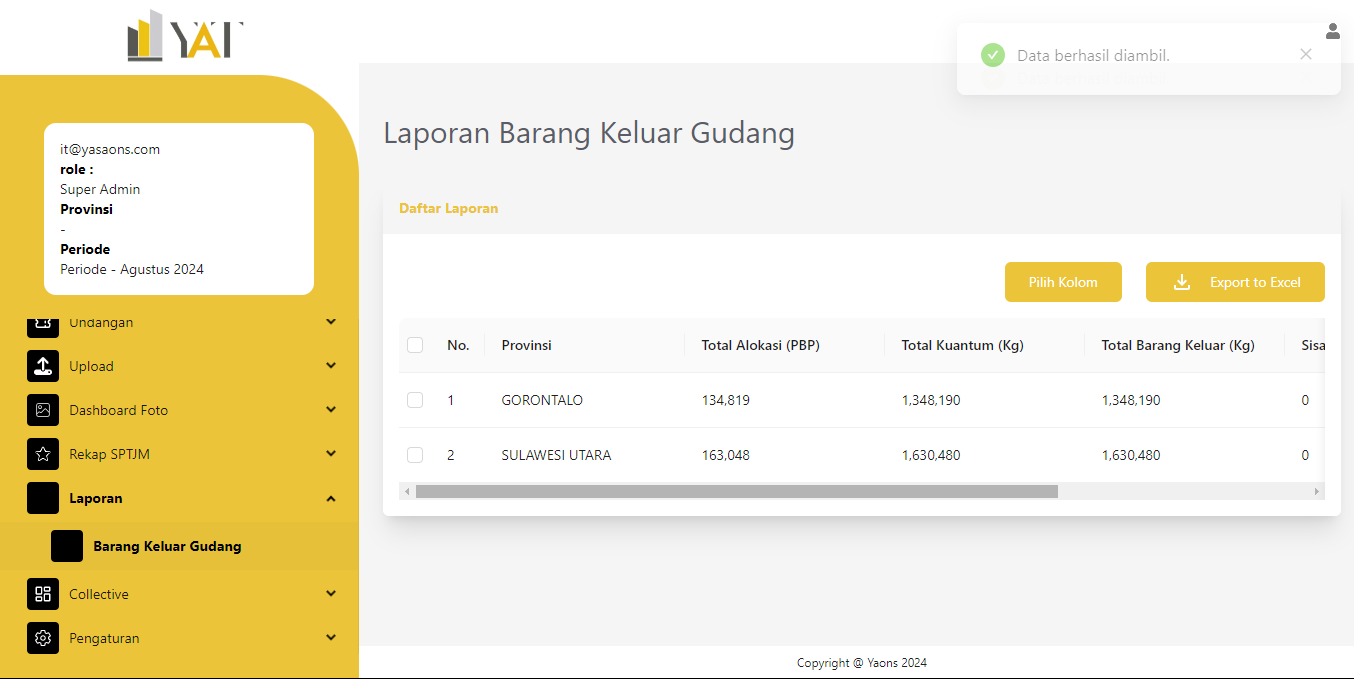 YAT
Data berhasil diambil.
it@yasaons.com
role :
Super Admin
Provinsi
-
Periode
Periode - Agustus 2024
Undangan
Upload
Dashboard Foto
Rekap SPTJM
Laporan
Barang Keluar Gudang
Collective
Pengaturan
Laporan Barang Keluar Gudang
Daftar Laporan
Pilih Kolom
Export to Excel
No. Provinsi Total Alokasi (PBP) Total Kuantum (Kg) Total Barang Keluar (Kg) Sisa
1 GORONTALO 134,819 1,348,190 1,348,190 0
2 SULAWESI UTARA 163,048 1,630,480 1,630,480 0
Copyright @ Yaons 2024